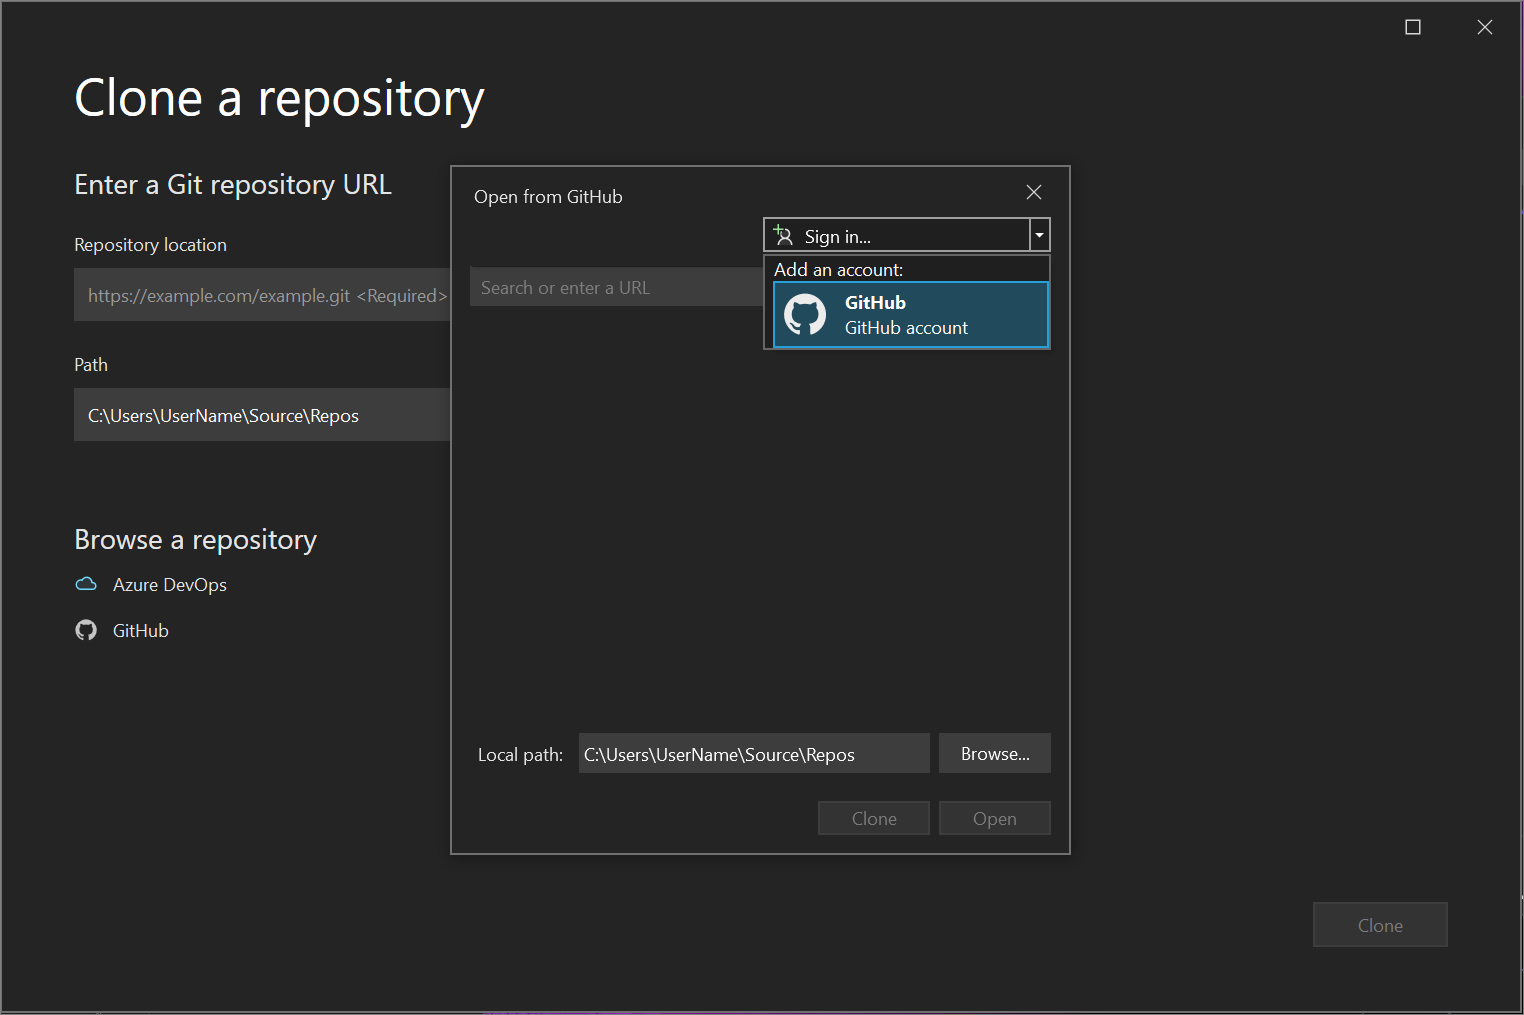 Clone a repository
Enter a Git repository URL
Repository location
https://example.com/example.git <Required>
Path
C:\Users\UserName\Source\Repos
Browse a repository
Azure DevOps
GitHub
Open from GitHub
Sign in...
Add an account:
GitHub
GitHub account
Search or enter a URL
Local path:
C:\Users\UserName\Source\Repos
Browse...
Clone
Open
Clone